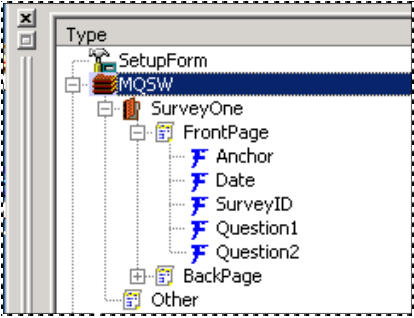 Type
SetupForm
MQSW
SurveyOne
FrontPage
Anchor
Date
SurveyID
Question1
Question2
BackPage
Other